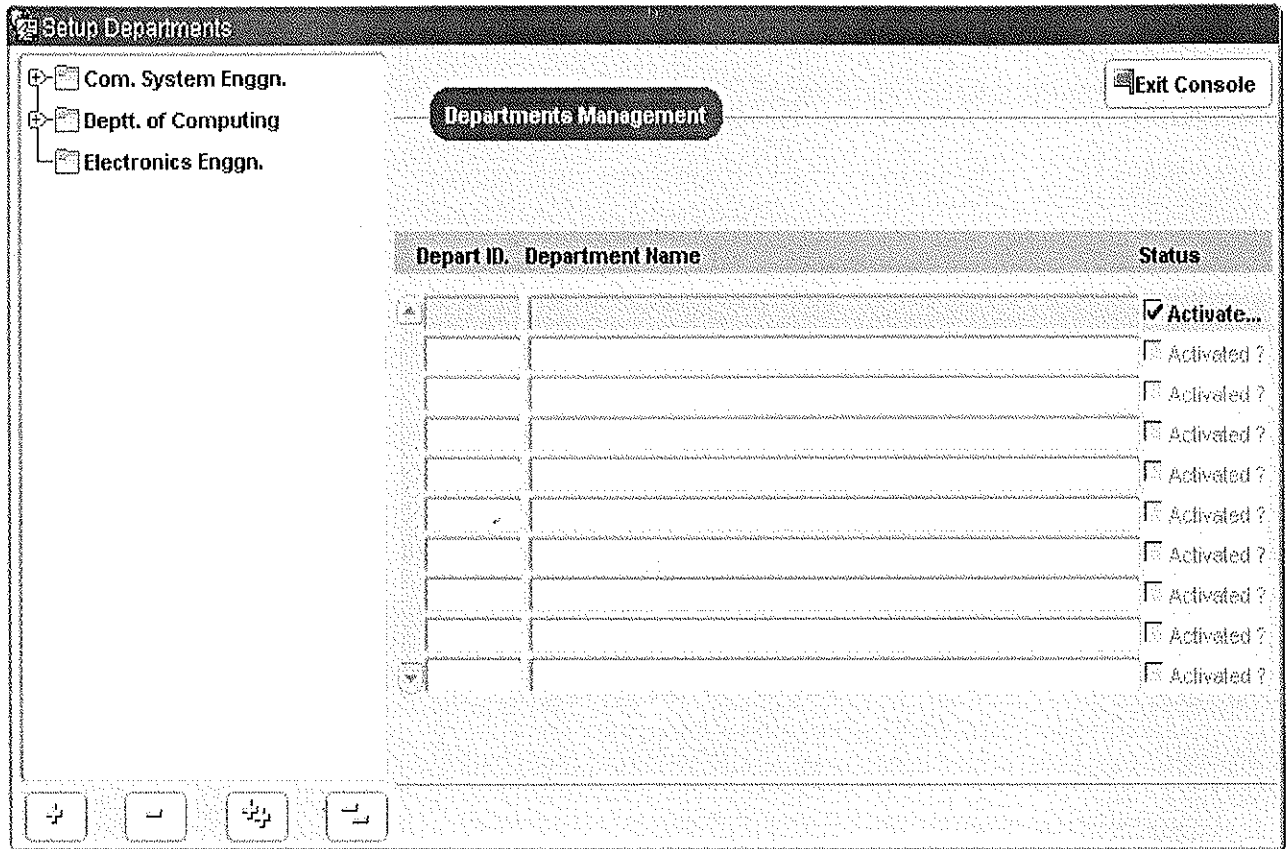 Setup Departments
Com. System Enggn.
Deptt. of Computing
Electronics Enggn.
Exit Console
Departments Management
Depart ID. Department Name Status
Activate...
Activated ?
Activated ?
Activated ?
Activated ?
Activated ?
Activated ?
Activated ?
Activated ?
Activated ?